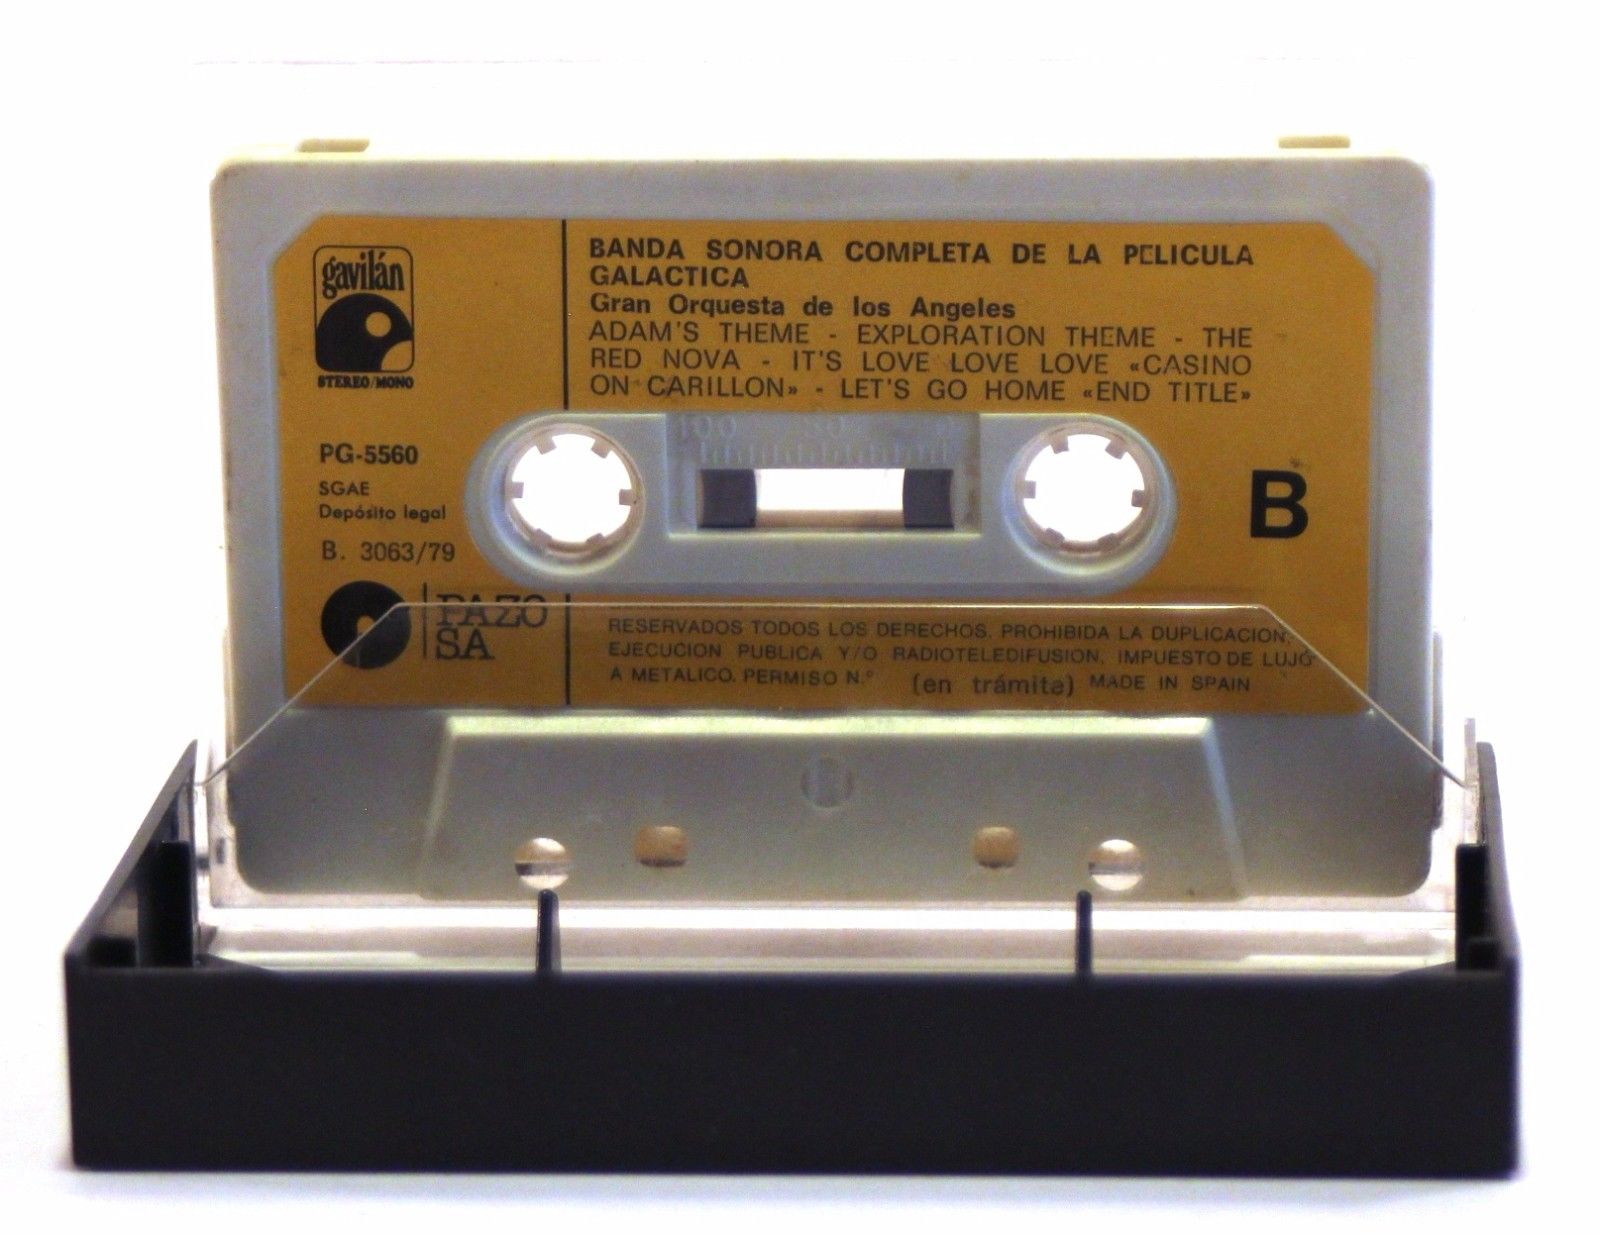 gavilán
STEREO/MONO
BANDA SONORA COMPLETA DE LA PELICULA
GALACTICA
Gran Orquesta de los Angeles
ADAM'S THEME - EXPLORATION THEME - THE
RED NOVA - IT'S LOVE LOVE LOVE «CASINO
ON CARILLON» - LET'S GO HOME «END TITLE»
100 50 0
PG-5560
SGAE
Depósito legal
B. 3063/79
B
PAZO
SA
RESERVADOS TODOS LOS DERECHOS. PROHIBIDA LA DUPLICACION,
EJECUCION PUBLICA Y/O RADIOTELEDIFUSION, IMPUESTO DE LUJO
A METALICO. PERMISO N.º (en trámite) MADE IN SPAIN